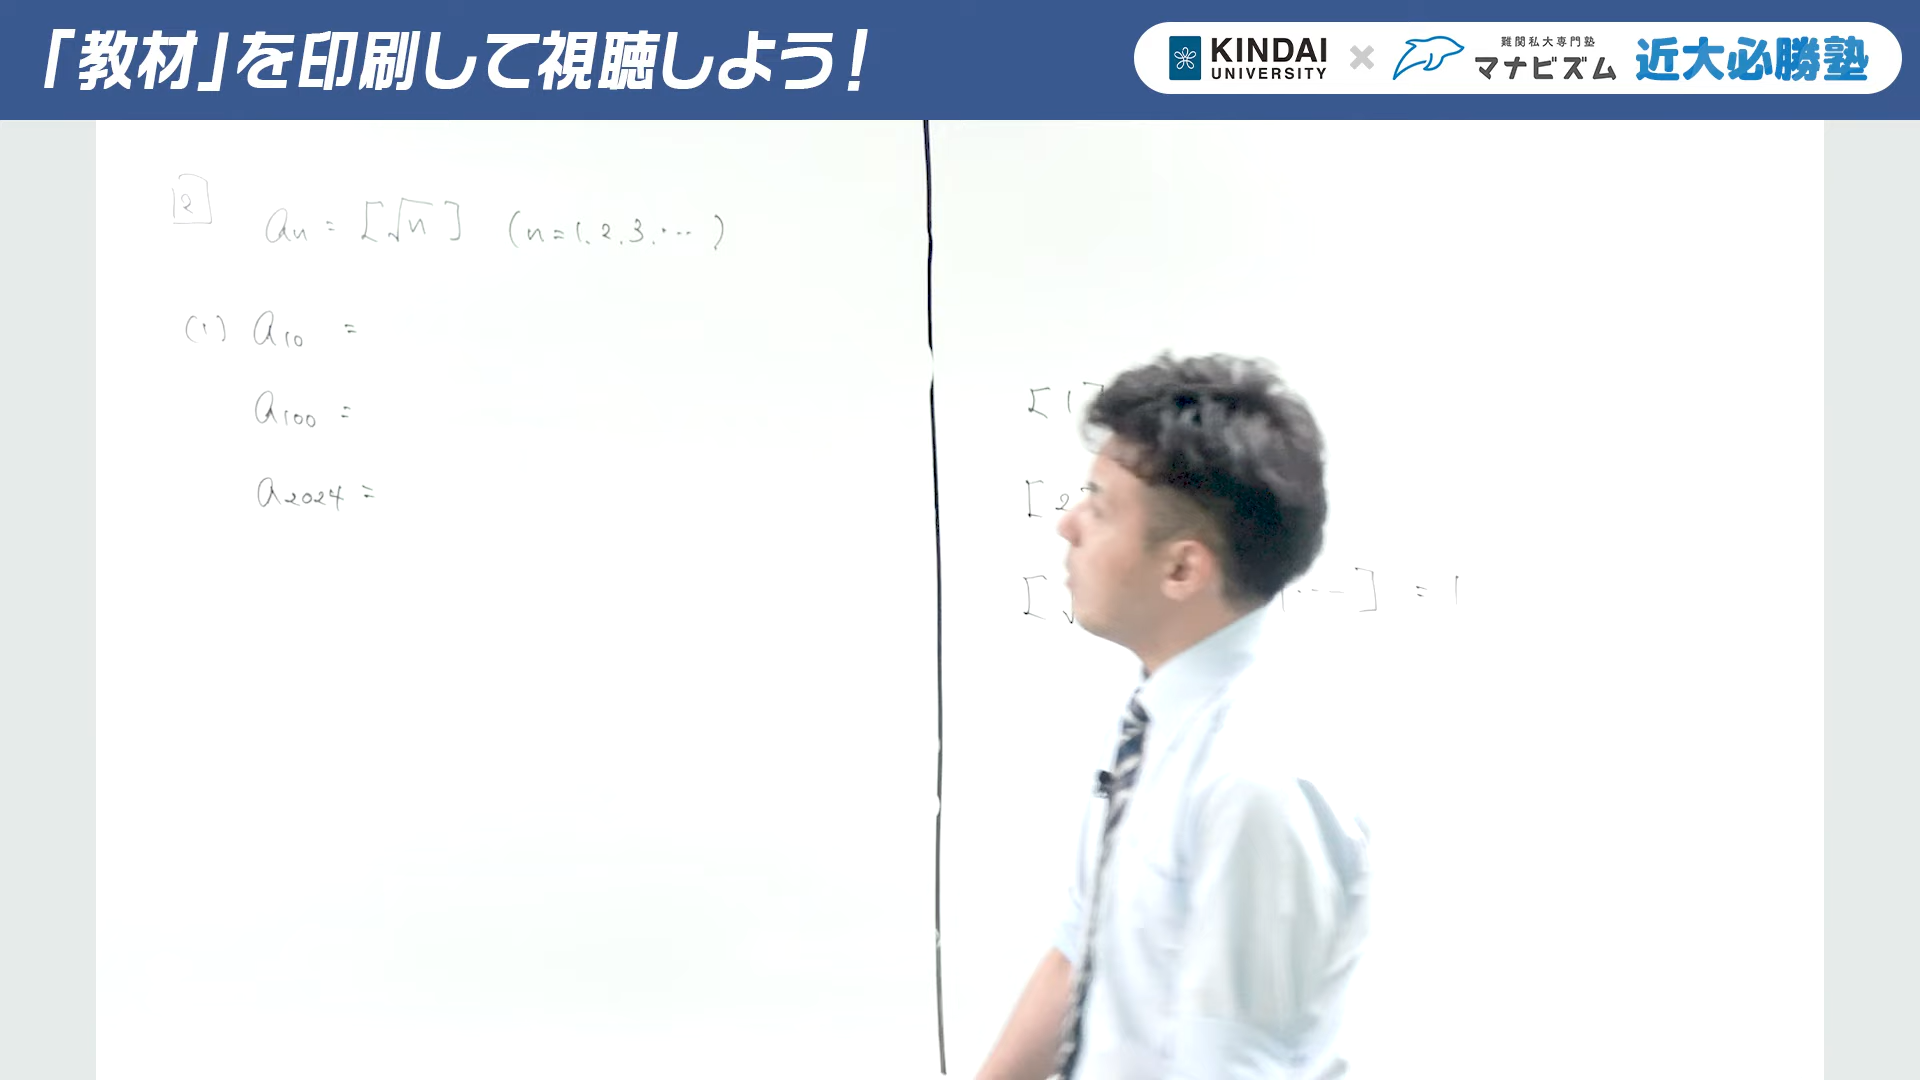 「教材」を印刷して視聴しよう!
KINDAI
UNIVERSITY
×
難関私大専門塾
マナビズム
近大必勝塾
2
an = [√n] (n=1.2.3.…)
(1) a10 =
a100 =
a2024 =
[1]
[2
[√
…] = 1